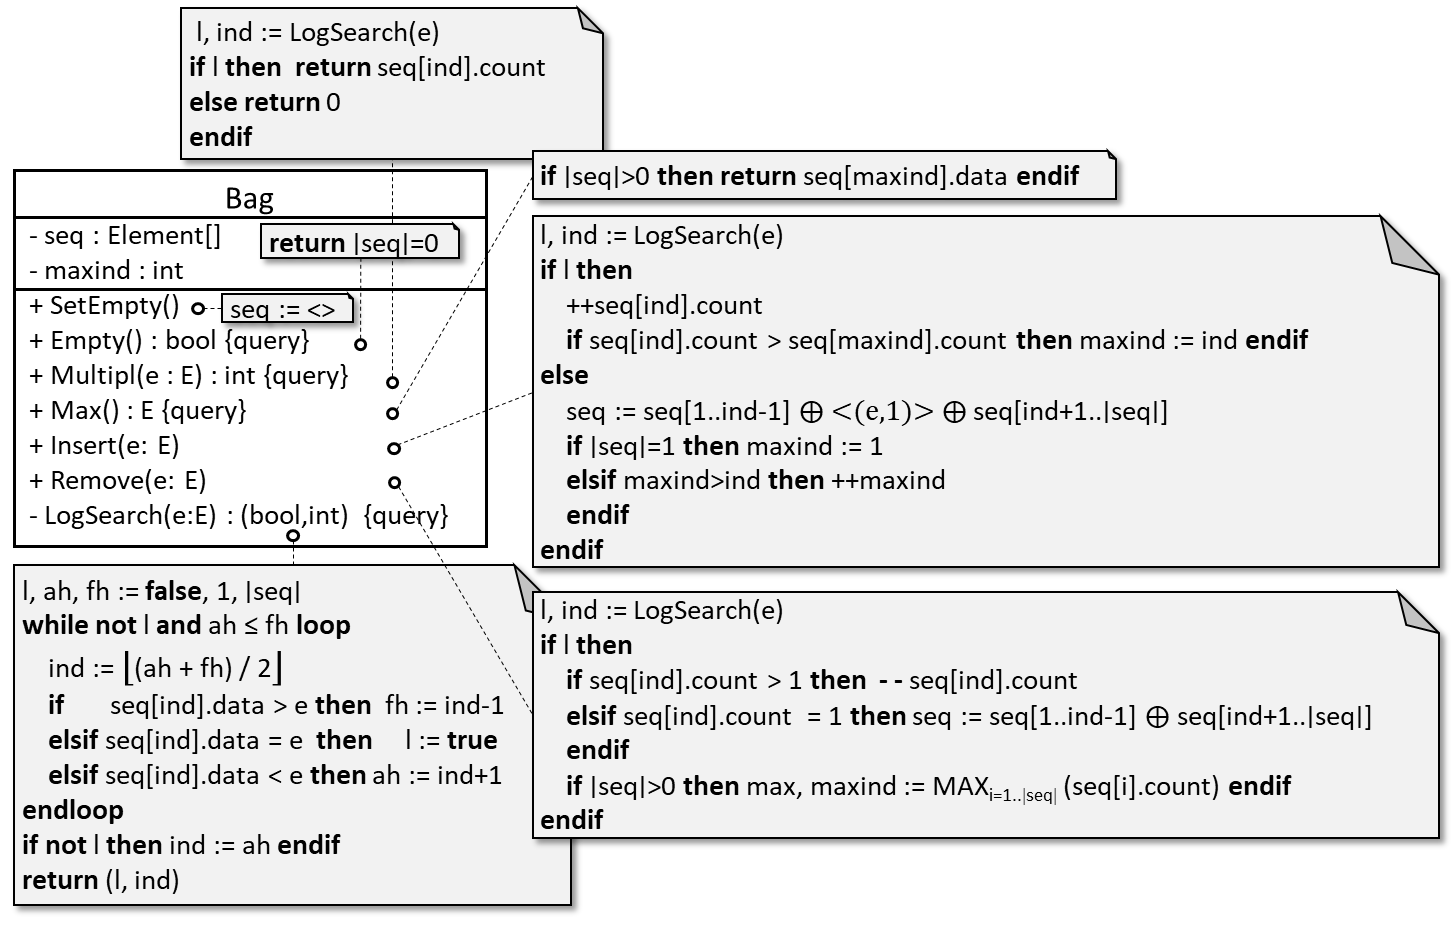 l, ind := LogSearch(e)
if l then return seq[ind].count
else return 0
endif
if |seq|>0 then return seq[maxind].data endif
Bag
- seq : Element[]
- maxind : int
return |seq|=0
+ SetEmpty()
seq := <>
+ Empty() : bool {query}
+ Multipl(e : E) : int {query}
+ Max() : E {query}
+ Insert(e: E)
+ Remove(e: E)
- LogSearch(e:E) : (bool,int) {query}
l, ind := LogSearch(e)
if l then
++seq[ind].count
if seq[ind].count > seq[maxind].count then maxind := ind endif
else
seq := seq[1..ind-1] ⊕ <(e,1)> ⊕ seq[ind+1..|seq|]
if |seq|=1 then maxind := 1
elsif maxind>ind then ++maxind
endif
endif
l, ah, fh := false, 1, |seq|
while not l and ah ≤ fh loop
ind := ⌊(ah + fh) / 2⌋
if seq[ind].data > e then fh := ind-1
elsif seq[ind].data = e then l := true
elsif seq[ind].data < e then ah := ind+1
endloop
if not l then ind := ah endif
return (l, ind)
l, ind := LogSearch(e)
if l then
if seq[ind].count > 1 then - - seq[ind].count
elsif seq[ind].count = 1 then seq := seq[1..ind-1] ⊕ seq[ind+1..|seq|]
endif
if |seq|>0 then max, maxind := MAXi=1..|seq| (seq[i].count) endif
endif